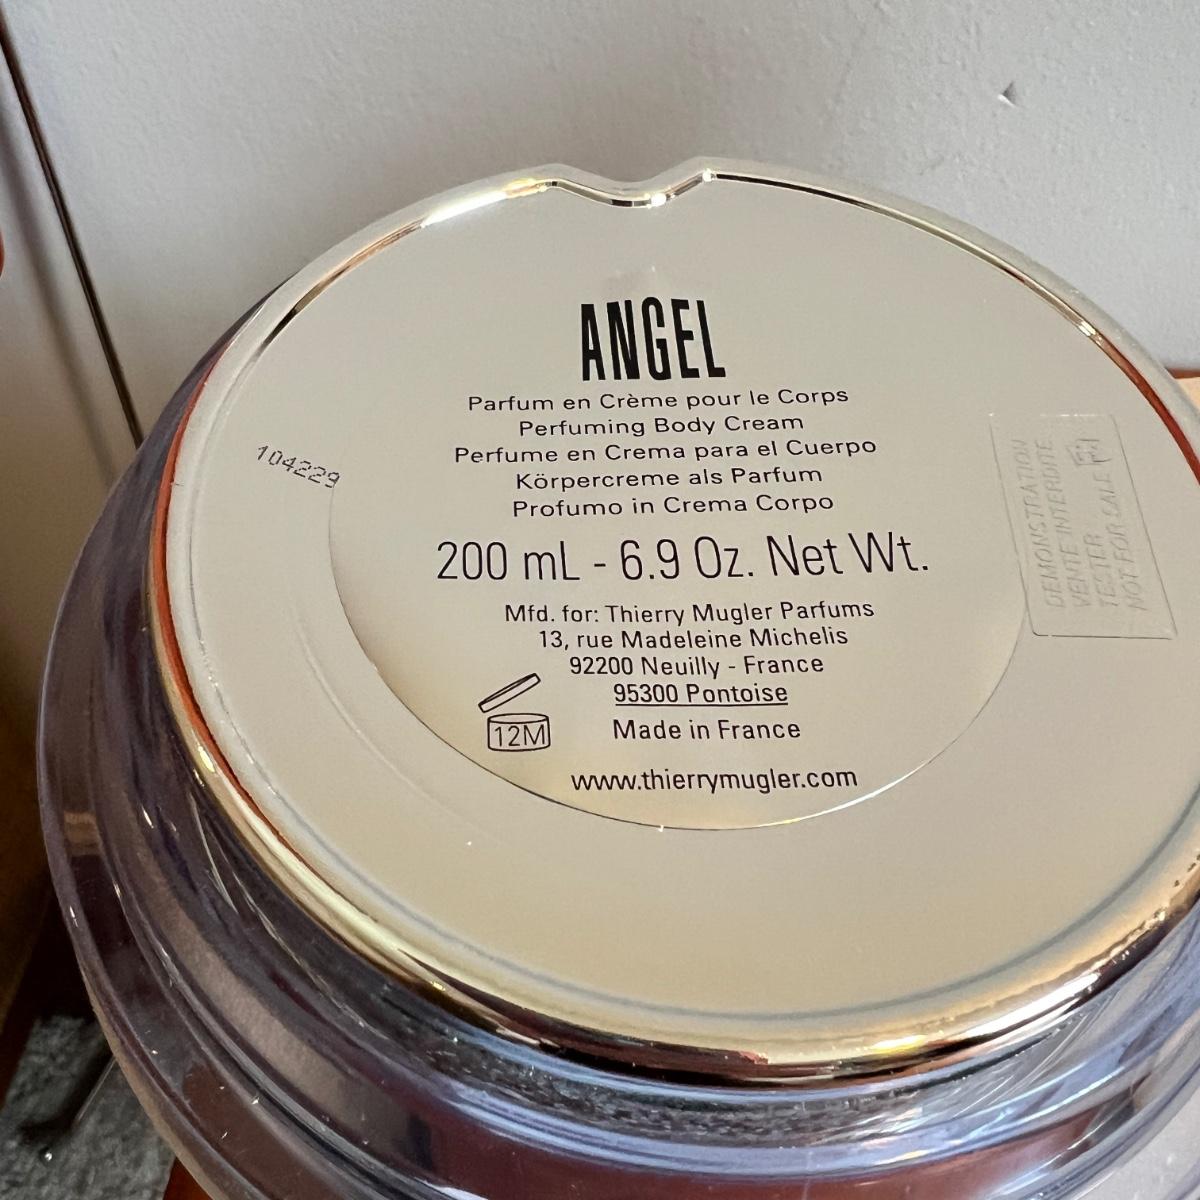 ANGEL
Parfum en Crème pour le Corps
Perfuming Body Cream
Perfume en Crema para el Cuerpo
Körpercreme als Parfum
Profumo in Crema Corpo
200 mL - 6.9 Oz. Net Wt.
Mfd. for: Thierry Mugler Parfums
13, rue Madeleine Michelis
92200 Neuilly - France
95300 Pontoise
12M
Made in France
www.thierrymugler.com
104229
DEMONSTRATION
VENTE INTERDITE
TESTER
NOT FOR SALE